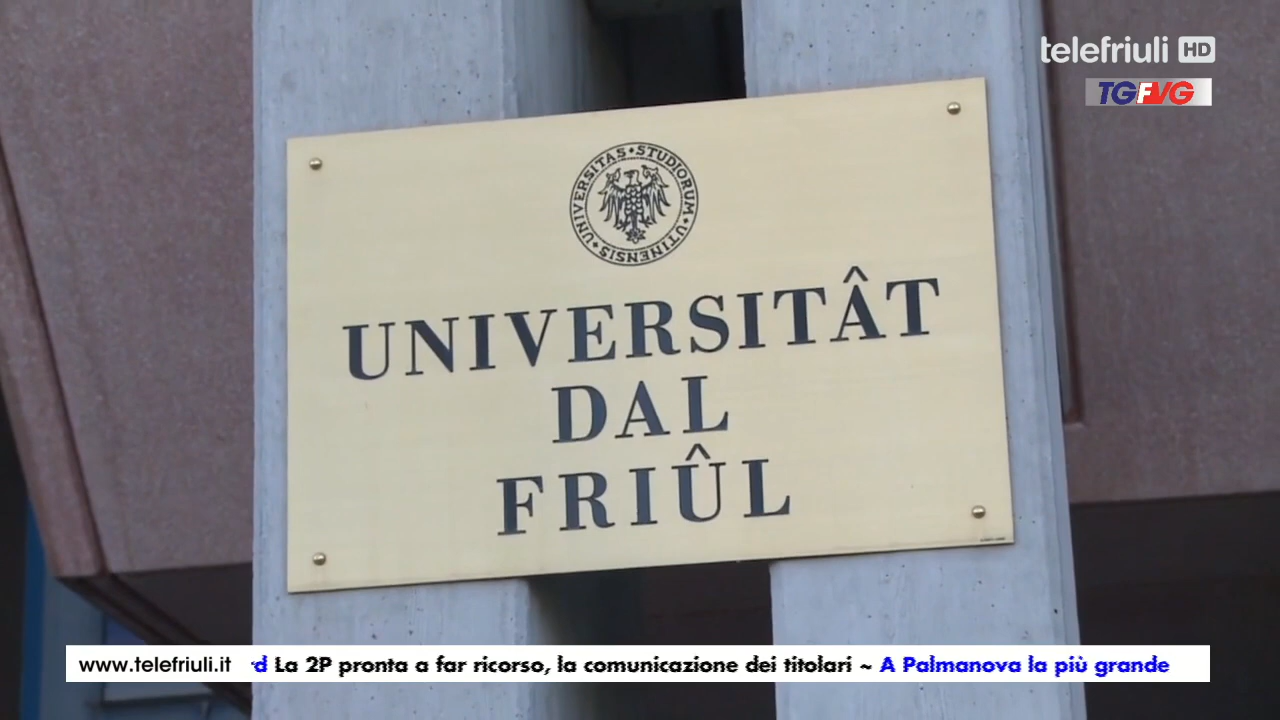 telefriuli HD
TGFVG
UNIVERSITAS • STUDIORUM • UTINENSIS •
UNIVERSITÂT
DAL
FRIÛL
www.telefriuli.it d La 2P pronta a far ricorso, la comunicazione dei titolari ~ A Palmanova la più grande